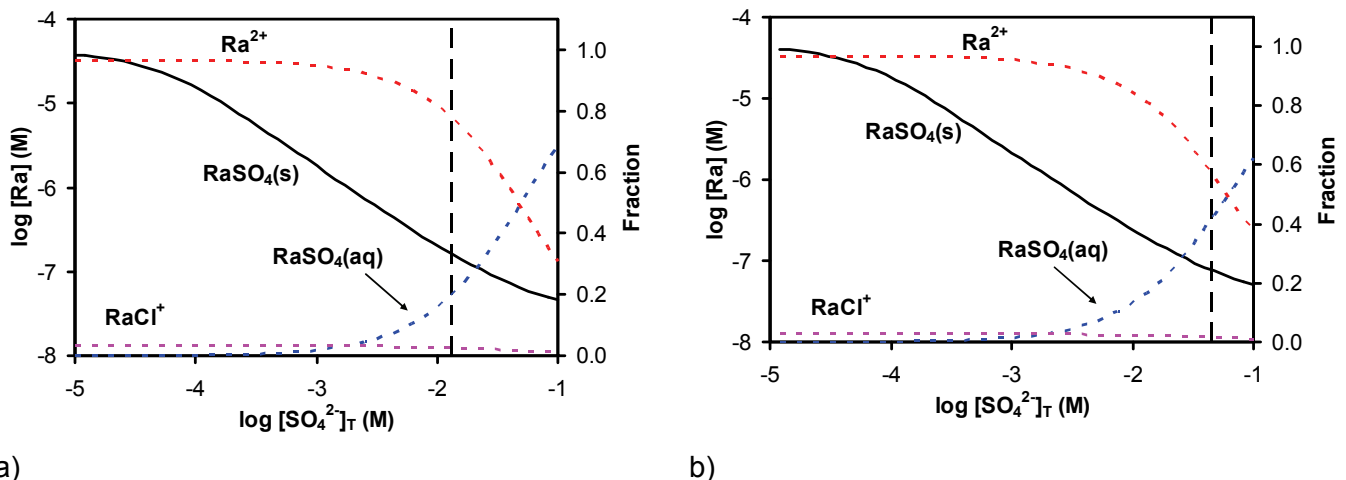 -4
Ra2+
1.0
-5
0.8
log [Ra] (M)
RaSO4(s)
0.6
Fraction
-6
0.4
RaSO4(aq)
-7
0.2
RaCl+
-8
0.0
-5 -4 -3 -2 -1
log [SO42-]T (M)
a)
-4
Ra2+
1.0
-5
0.8
log [Ra] (M)
RaSO4(s)
0.6
Fraction
-6
0.4
RaSO4(aq)
-7
0.2
RaCl+
-8
0.0
-5 -4 -3 -2 -1
log [SO42-]T (M)
b)